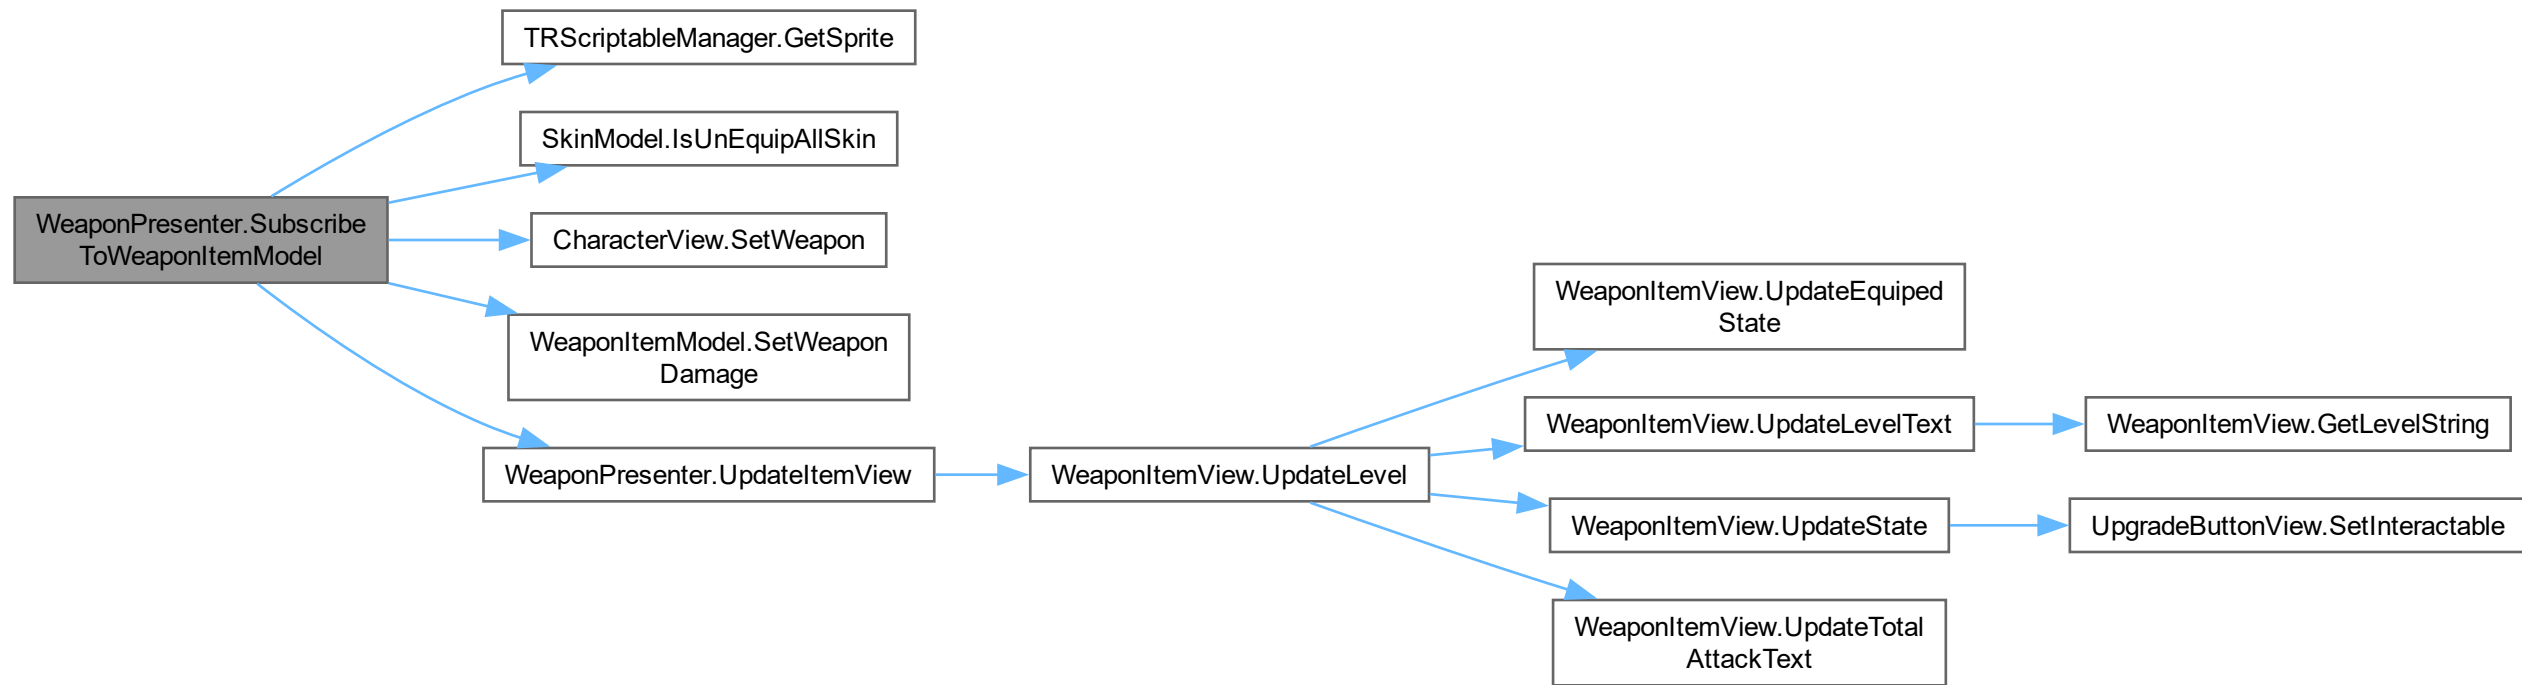 TRScriptableManager.GetSprite
SkinModel.IsUnEquipAllSkin
WeaponPresenter.Subscribe
ToWeaponItemModel
CharacterView.SetWeapon
WeaponItemModel.SetWeapon
Damage
WeaponPresenter.UpdateItemView
WeaponItemView.UpdateLevel
WeaponItemView.UpdateEquiped
State
WeaponItemView.UpdateLevelText
WeaponItemView.GetLevelString
WeaponItemView.UpdateState
UpgradeButtonView.SetInteractable
WeaponItemView.UpdateTotal
AttackText